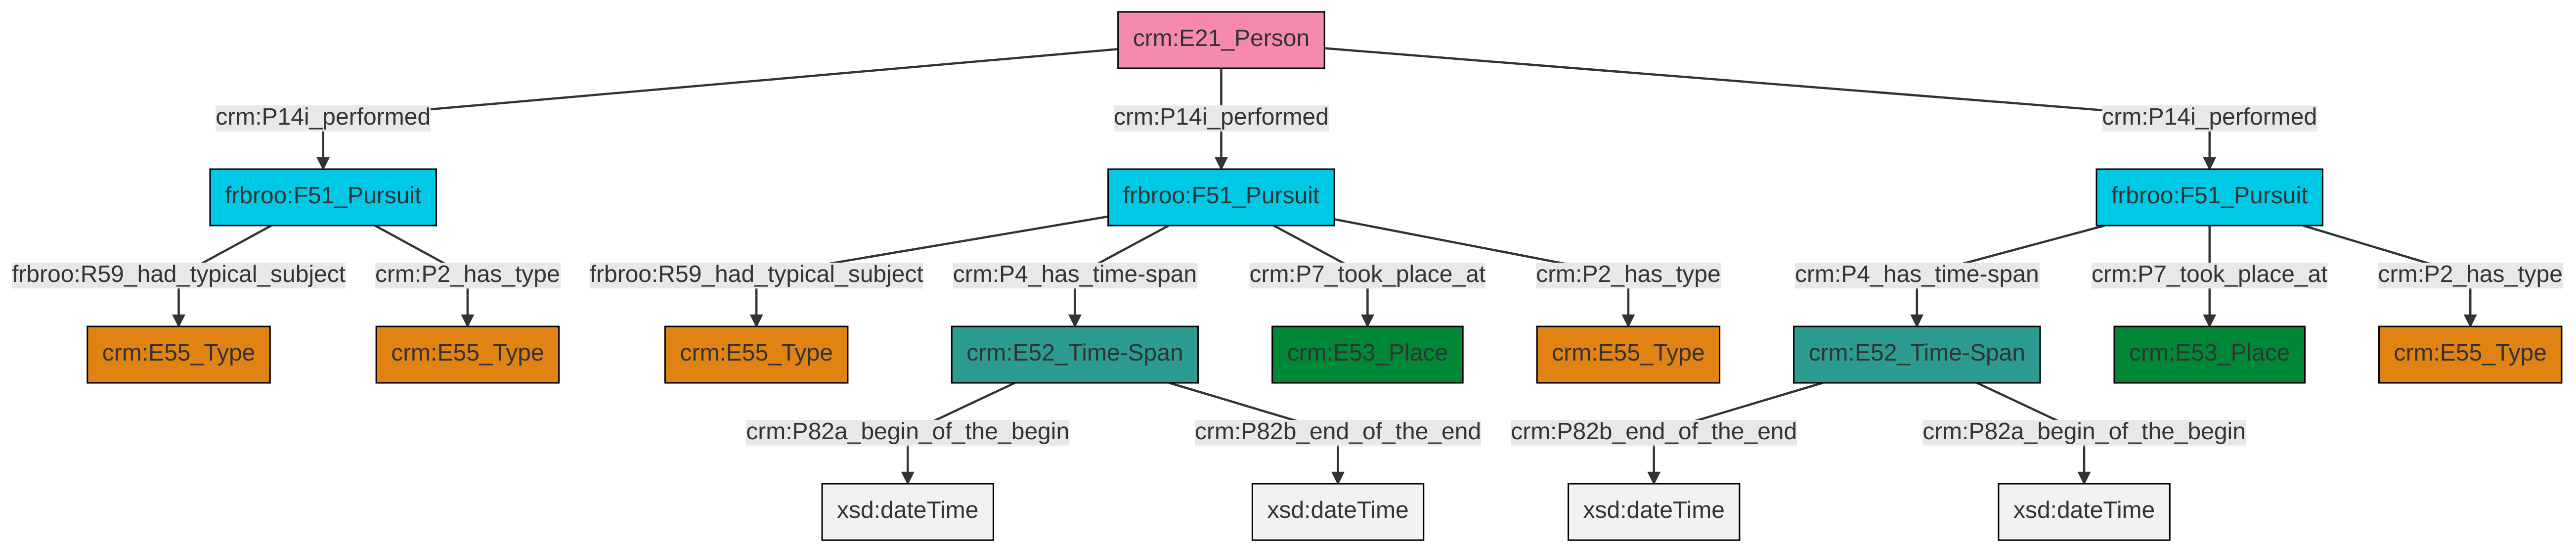 crm:E21_Person
crm:P14i_performed
crm:P14i_performed
crm:P14i_performed
frbroo:F51_Pursuit
frbroo:F51_Pursuit
frbroo:F51_Pursuit
frbroo:R59_had_typical_subject
crm:P2_has_type
frbroo:R59_had_typical_subject
crm:P4_has_time-span
crm:P7_took_place_at
crm:P2_has_type
crm:P4_has_time-span
crm:P7_took_place_at
crm:P2_has_type
crm:E55_Type
crm:E55_Type
crm:E55_Type
crm:E52_Time-Span
crm:E53_Place
crm:E55_Type
crm:E52_Time-Span
crm:E53_Place
crm:E55_Type
crm:P82a_begin_of_the_begin
crm:P82b_end_of_the_end
crm:P82b_end_of_the_end
crm:P82a_begin_of_the_begin
xsd:dateTime
xsd:dateTime
xsd:dateTime
xsd:dateTime